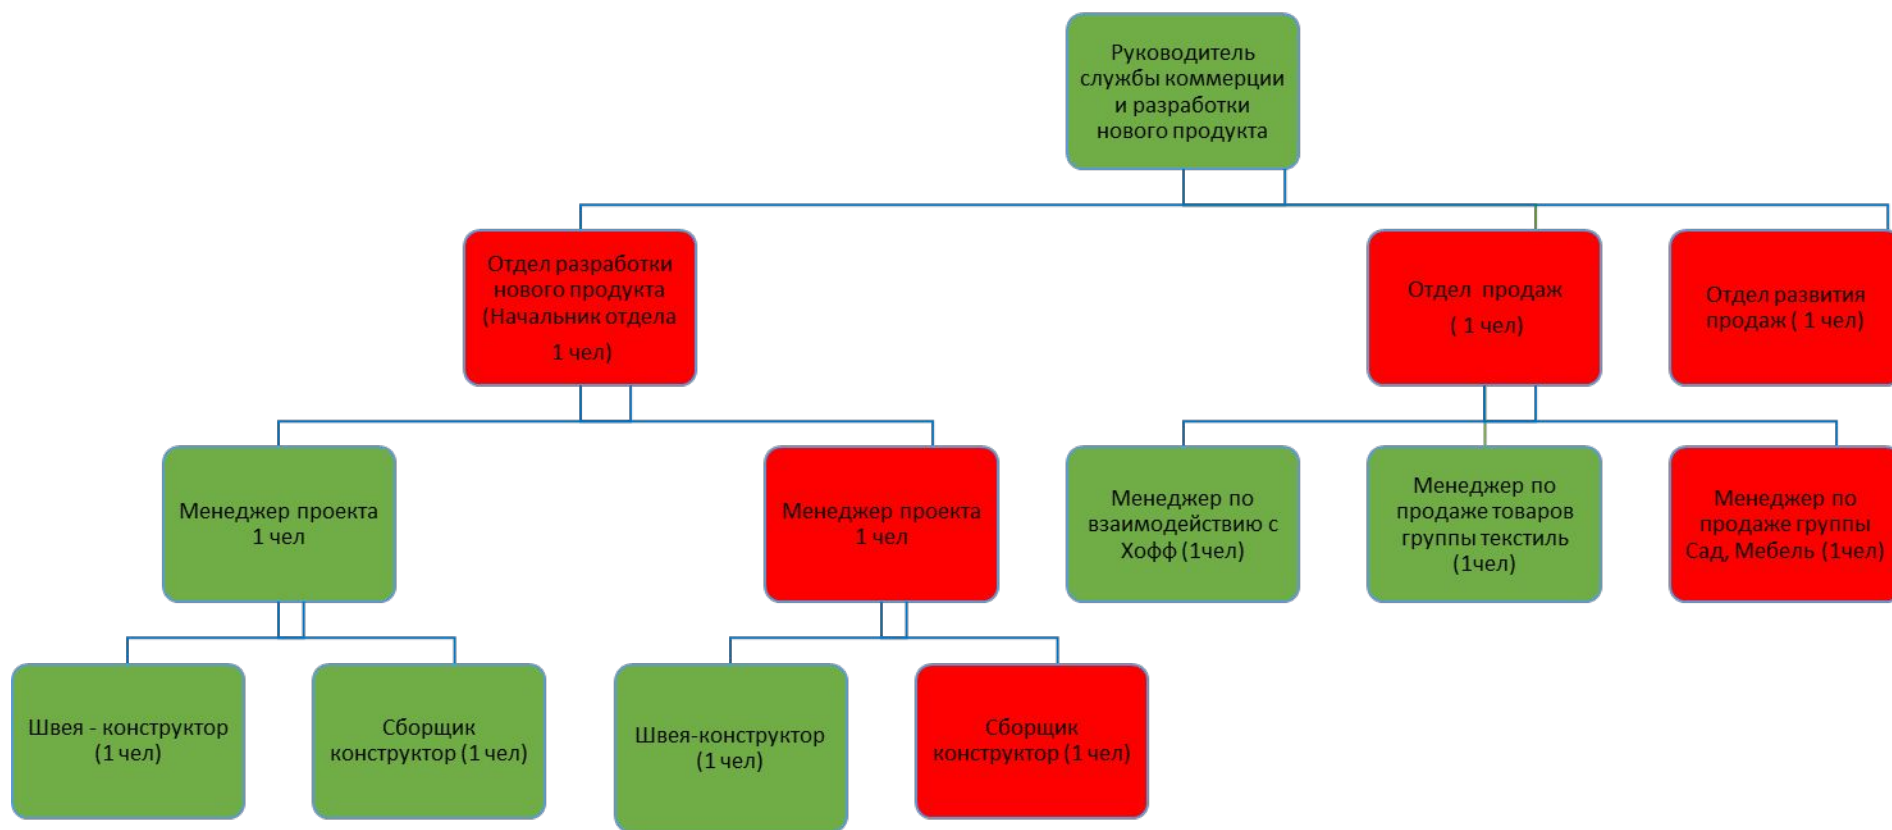 Руководитель
службы коммерции
и разработки
нового продукта
Отдел разработки
нового продукта
(Начальник отдела
1 чел)
Отдел продаж
( 1 чел)
Отдел развития
продаж ( 1 чел)
Менеджер проекта
1 чел
Менеджер проекта
1 чел
Менеджер по
взаимодействию с
Хофф (1чел)
Менеджер по
продаже товаров
группы текстиль
(1чел)
Менеджер по
продаже группы
Сад, Мебель (1чел)
Швея - конструктор
(1 чел)
Сборщик
конструктор (1 чел)
Швея-конструктор
(1 чел)
Сборщик
конструктор (1 чел)